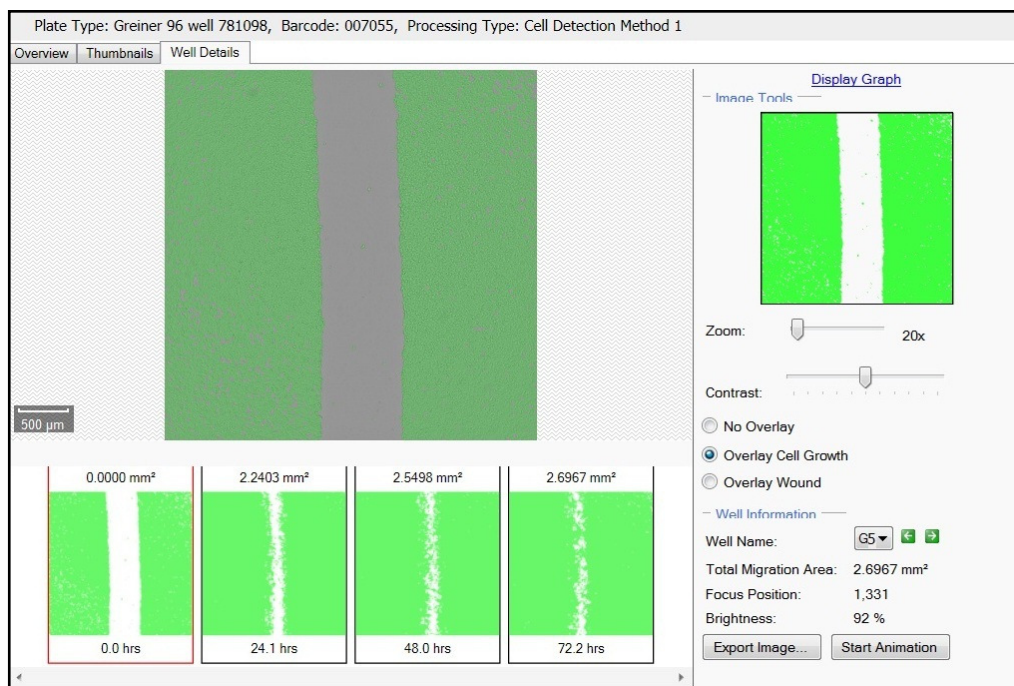 Plate Type: Greiner 96 well 781098, Barcode: 007055, Processing Type: Cell Detection Method 1
Overview Thumbnails Well Details
Display Graph
Image Tools
Zoom: 20x
Contrast:
500 µm
No Overlay
Overlay Cell Growth
Overlay Wound
0.0000 mm² 2.2403 mm² 2.5498 mm² 2.6967 mm²
0.0 hrs 24.1 hrs 48.0 hrs 72.2 hrs
Well Information
Well Name: G5
Total Migration Area: 2.6967 mm²
Focus Position: 1,331
Brightness: 92 %
Export Image... Start Animation